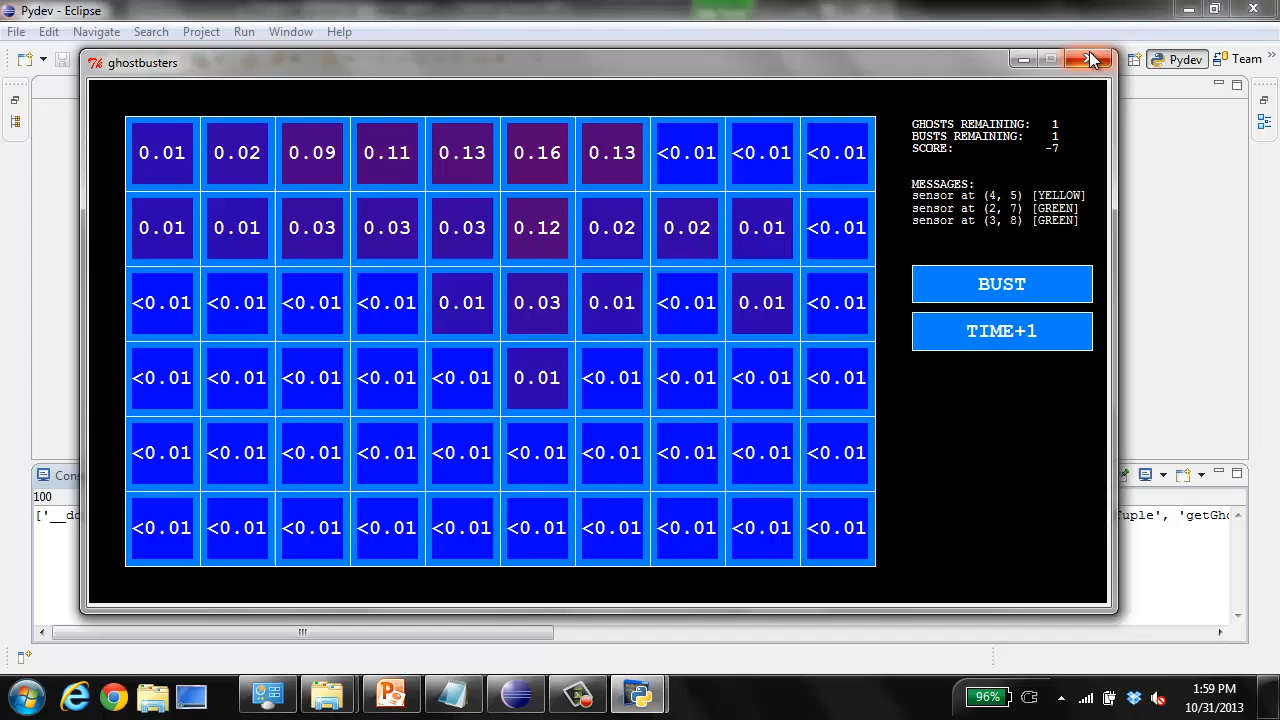 Pydev - Eclipse
File Edit Navigate Search Project Run Window Help
ghostbusters
Pydev Team
0.01 0.02 0.09 0.11 0.13 0.16 0.13 <0.01 <0.01 <0.01
0.01 0.01 0.03 0.03 0.03 0.12 0.02 0.02 0.01 <0.01
<0.01 <0.01 <0.01 <0.01 0.01 0.03 0.01 <0.01 0.01 <0.01
<0.01 <0.01 <0.01 <0.01 <0.01 0.01 <0.01 <0.01 <0.01 <0.01
<0.01 <0.01 <0.01 <0.01 <0.01 <0.01 <0.01 <0.01 <0.01 <0.01
<0.01 <0.01 <0.01 <0.01 <0.01 <0.01 <0.01 <0.01 <0.01 <0.01
GHOSTS REMAINING: 1
BUSTS REMAINING: 1
SCORE: -7
MESSAGES:
sensor at (4, 5) [YELLOW]
sensor at (2, 7) [GREEN]
sensor at (3, 8) [GREEN]
BUST
TIME+1
Cons
100
['__do
Tuple', 'getGho
96%
1:59 PM
10/31/2013